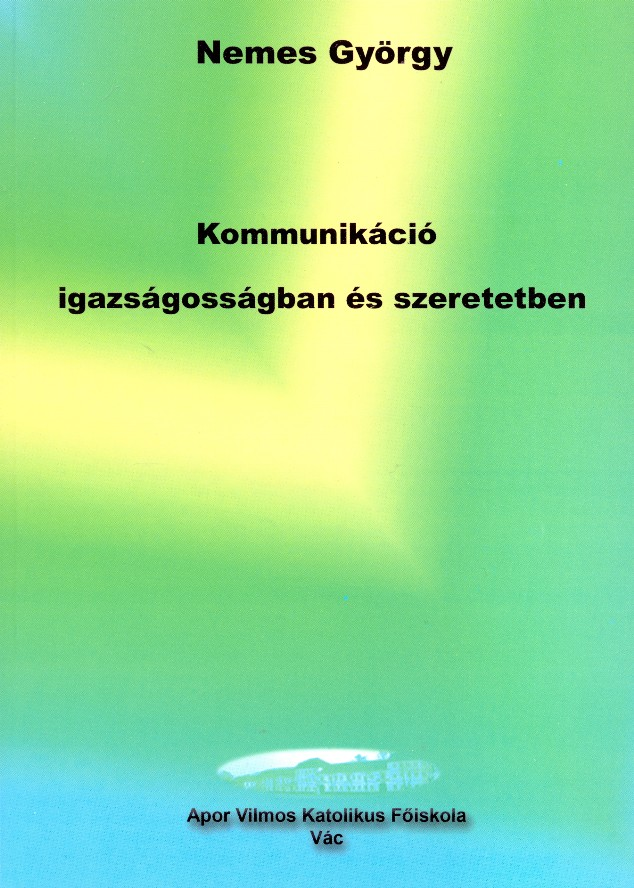 Nemes György
Kommunikáció
igazságosságban és szeretetben
Apor Vilmos Katolikus Főiskola
Vác